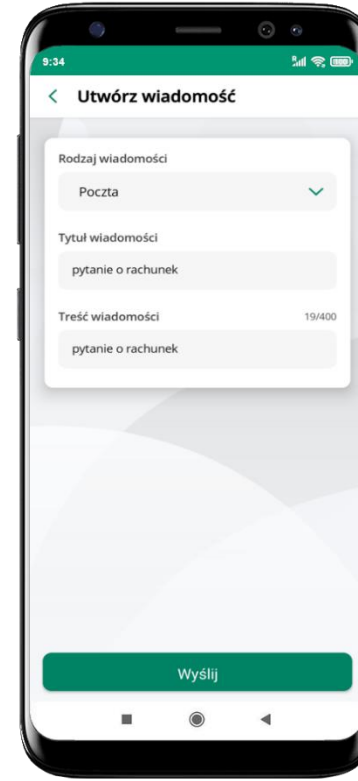 9:34
Utwórz wiadomość
Rodzaj wiadomości
Poczta
Tytuł wiadomości
pytanie o rachunek
Treść wiadomości 19/400
pytanie o rachunek
Wyślij